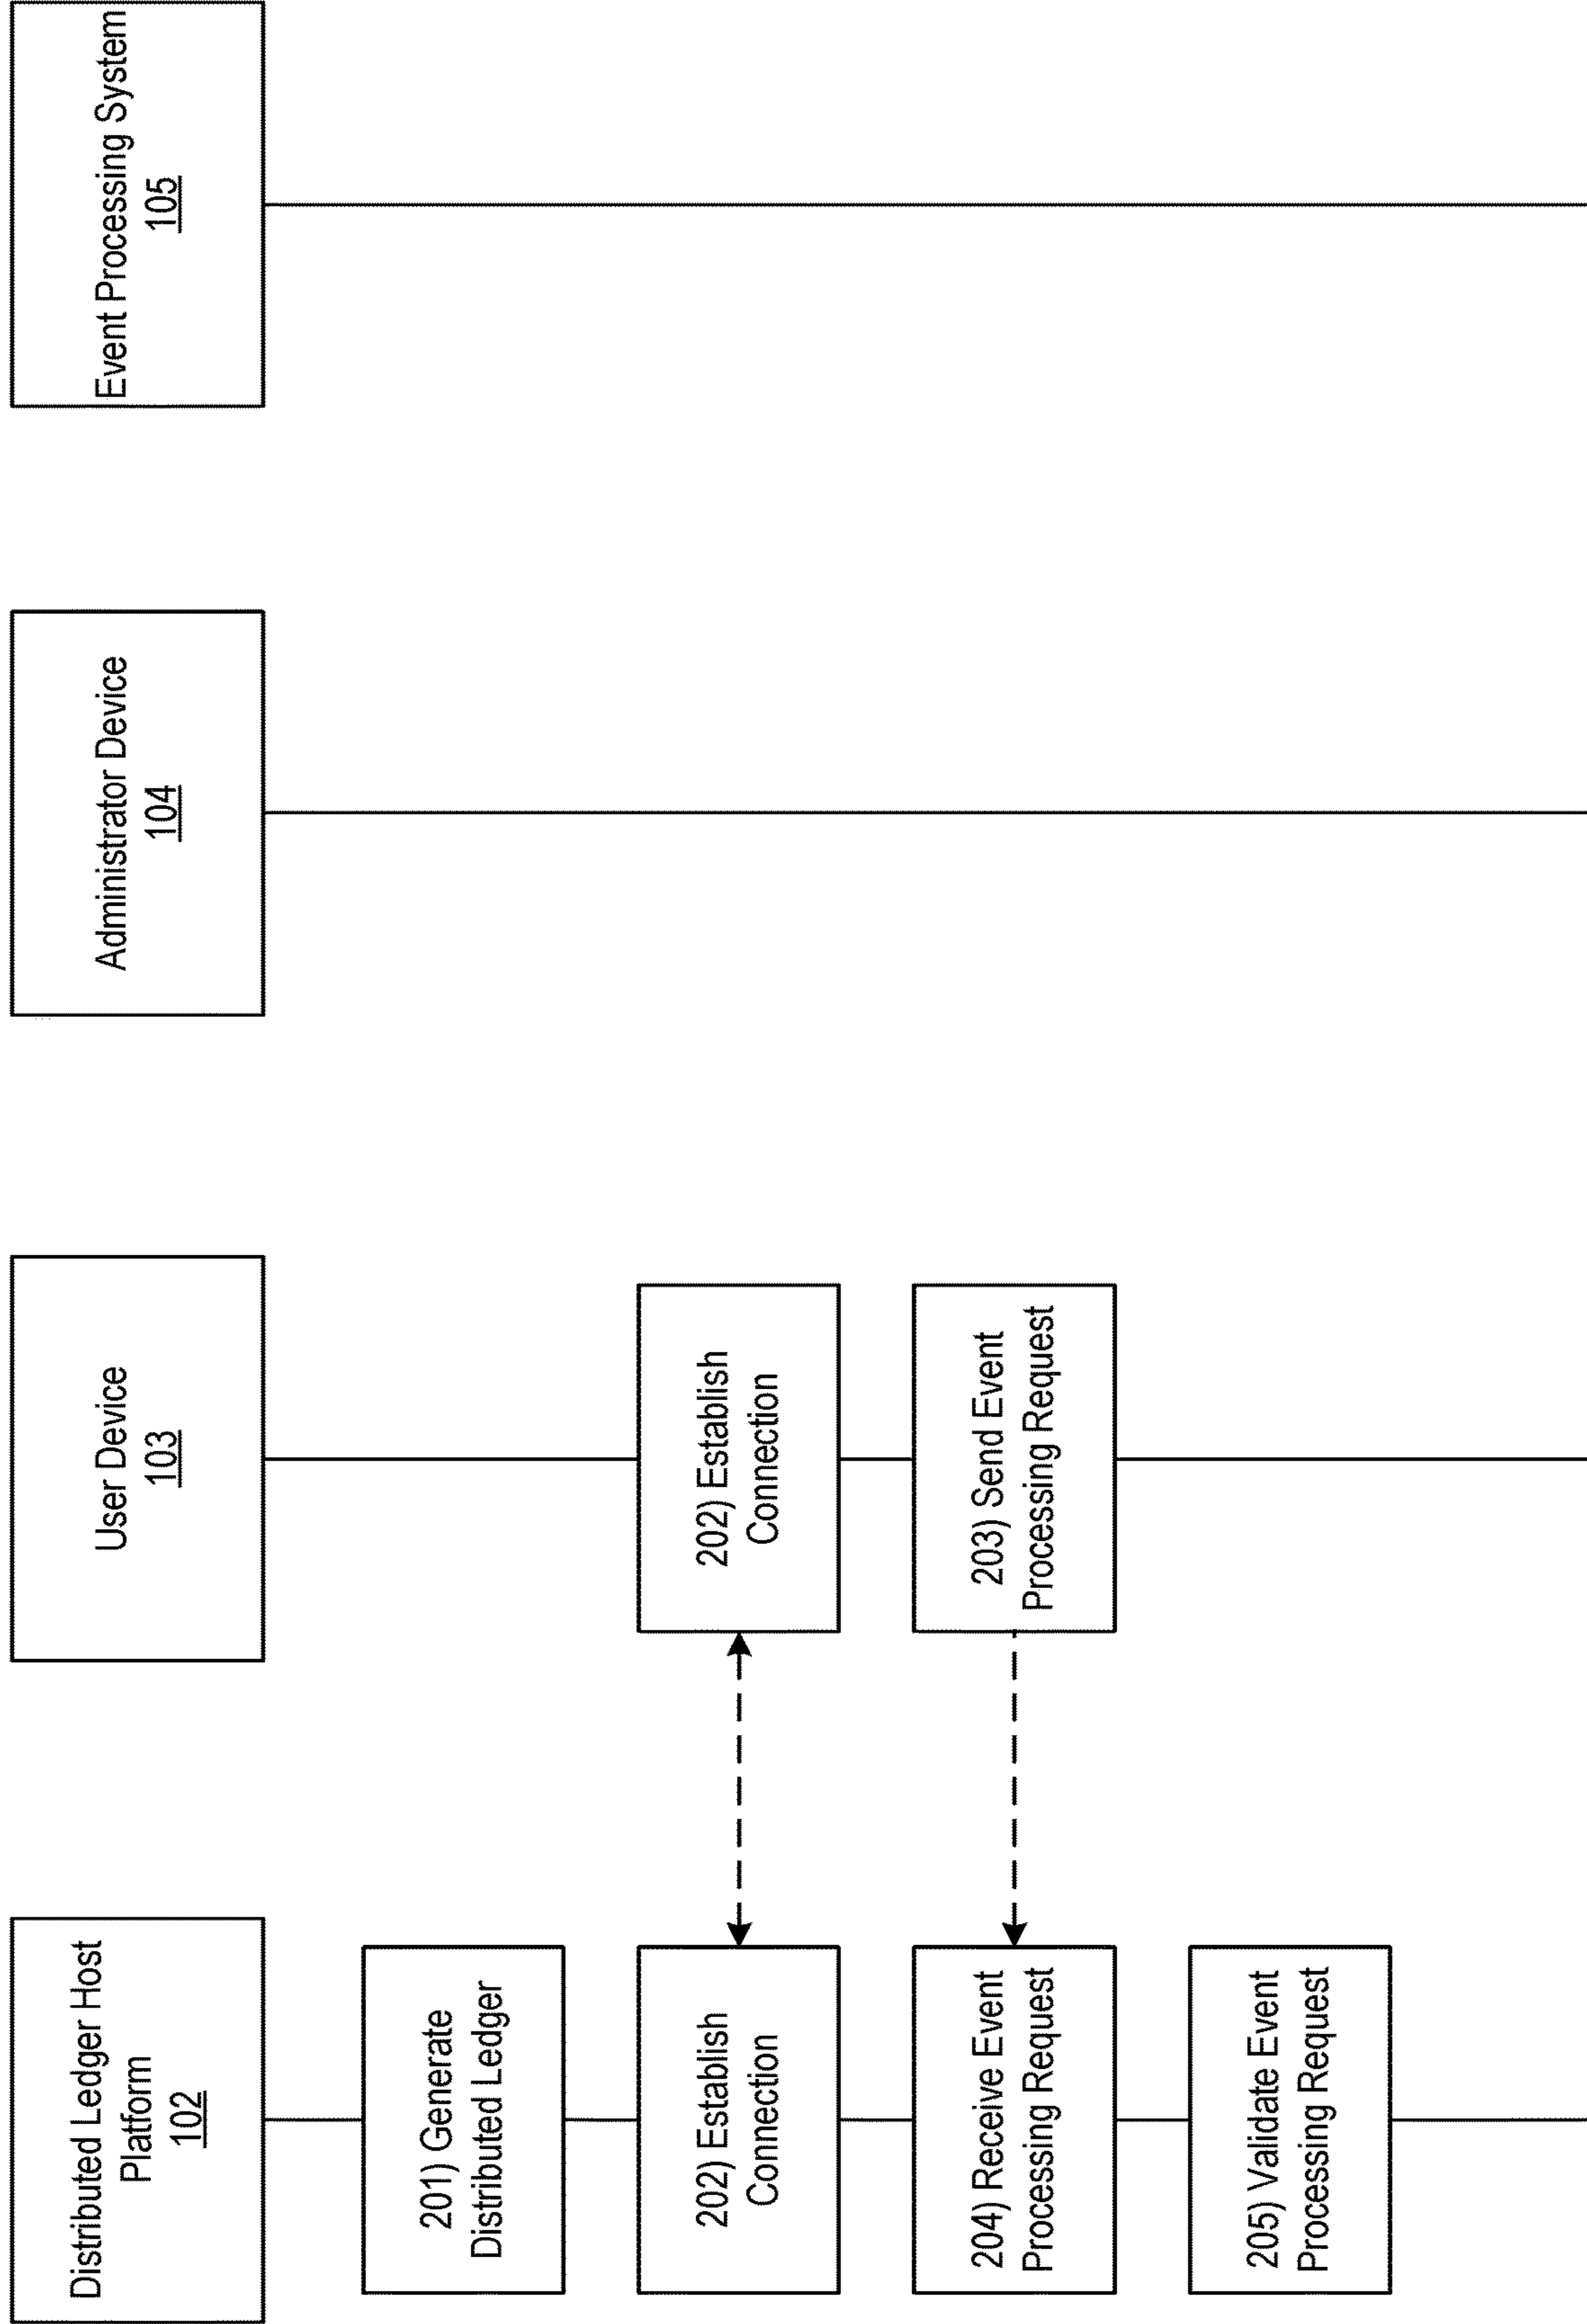 Distributed Ledger Host
Platform
102
User Device
103
Administrator Device
104
Event Processing System
105
201) Generate
Distributed Ledger
202) Establish
Connection
202) Establish
Connection
204) Receive Event
Processing Request
203) Send Event
Processing Request
205) Validate Event
Processing Request